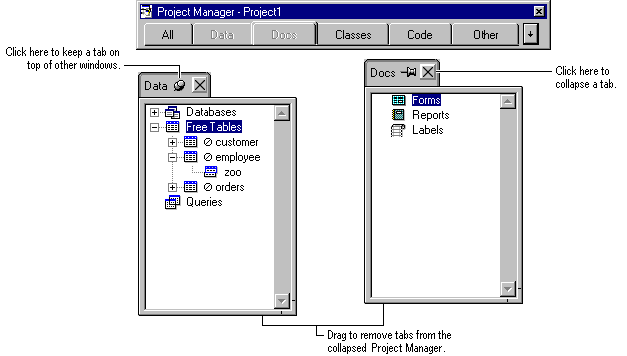 Project Manager - Project1
All Data Docs Classes Code Other
Click here to keep a tab on
top of other windows.
Data
Databases
Free Tables
customer
employee
zoo
orders
Queries
Docs
Forms
Reports
Labels
Click here to
collapse a tab.
Drag to remove tabs from the
collapsed Project Manager.